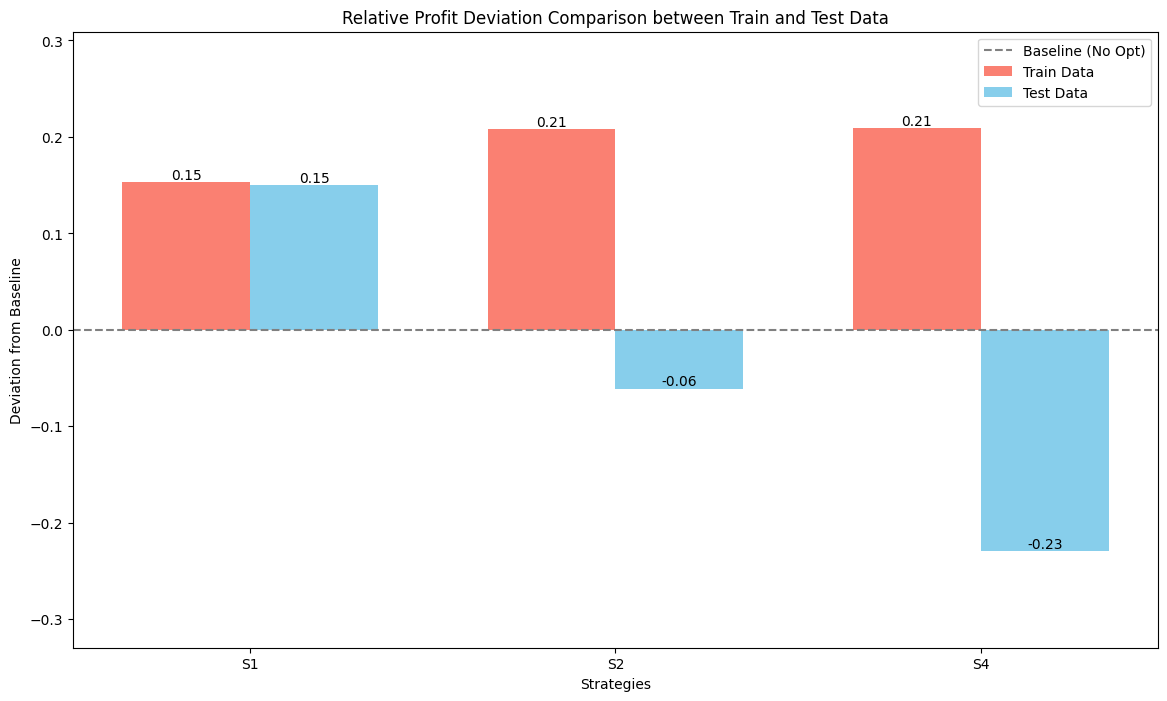 Relative Profit Deviation Comparison between Train and Test Data
Deviation from Baseline
0.3
0.2
0.1
0.0
−0.1
−0.2
−0.3
Baseline (No Opt)
Train Data
Test Data
0.15
0.15
0.21
-0.06
0.21
-0.23
S1
S2
S4
Strategies